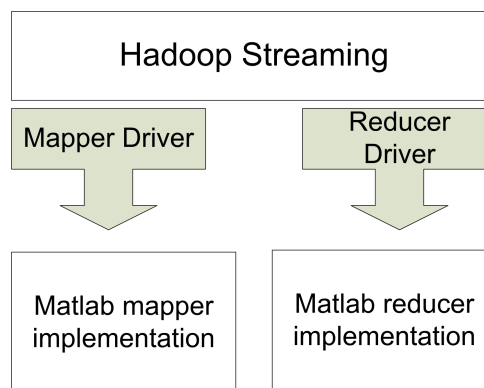 Hadoop Streaming
Mapper Driver
Reducer
Driver
Matlab mapper
implementation
Matlab reducer
implementation